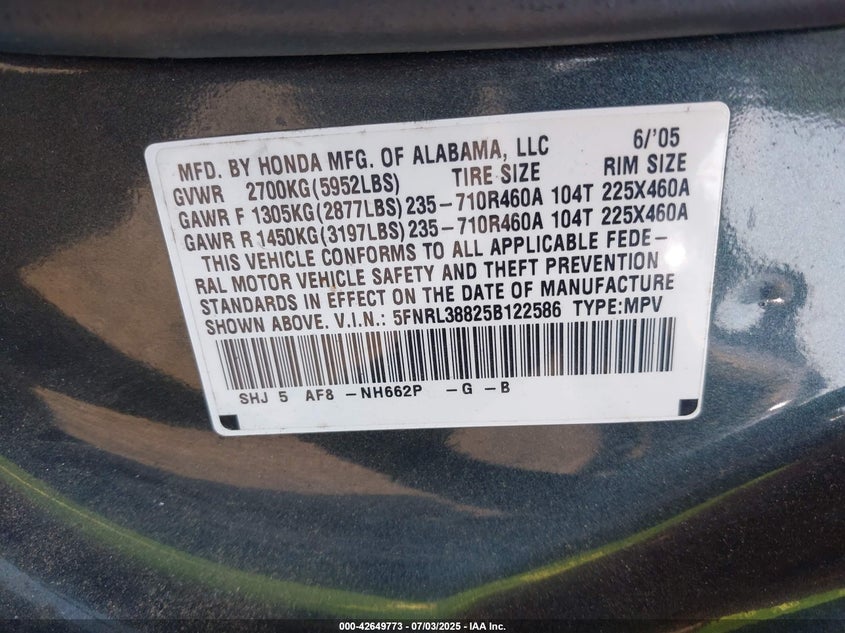 MFD. BY HONDA MFG. OF ALABAMA, LLC 6/'05
GVWR 2700KG(5952LBS) TIRE SIZE RIM SIZE
GAWR F 1305KG(2877LBS) 235-710R460A 104T 225X460A
GAWR R 1450KG(3197LBS) 235-710R460A 104T 225X460A
THIS VEHICLE CONFORMS TO ALL APPLICABLE FEDE-
RAL MOTOR VEHICLE SAFETY AND THEFT PREVENTION
STANDARDS IN EFFECT ON THE DATE OF MANUFACTURE
SHOWN ABOVE. V.I.N.: 5FNRL38825B122586 TYPE:MPV
SHJ 5 AF8 -NH662P -G -B
000-42649773 - 07/03/2025 - IAA Inc.